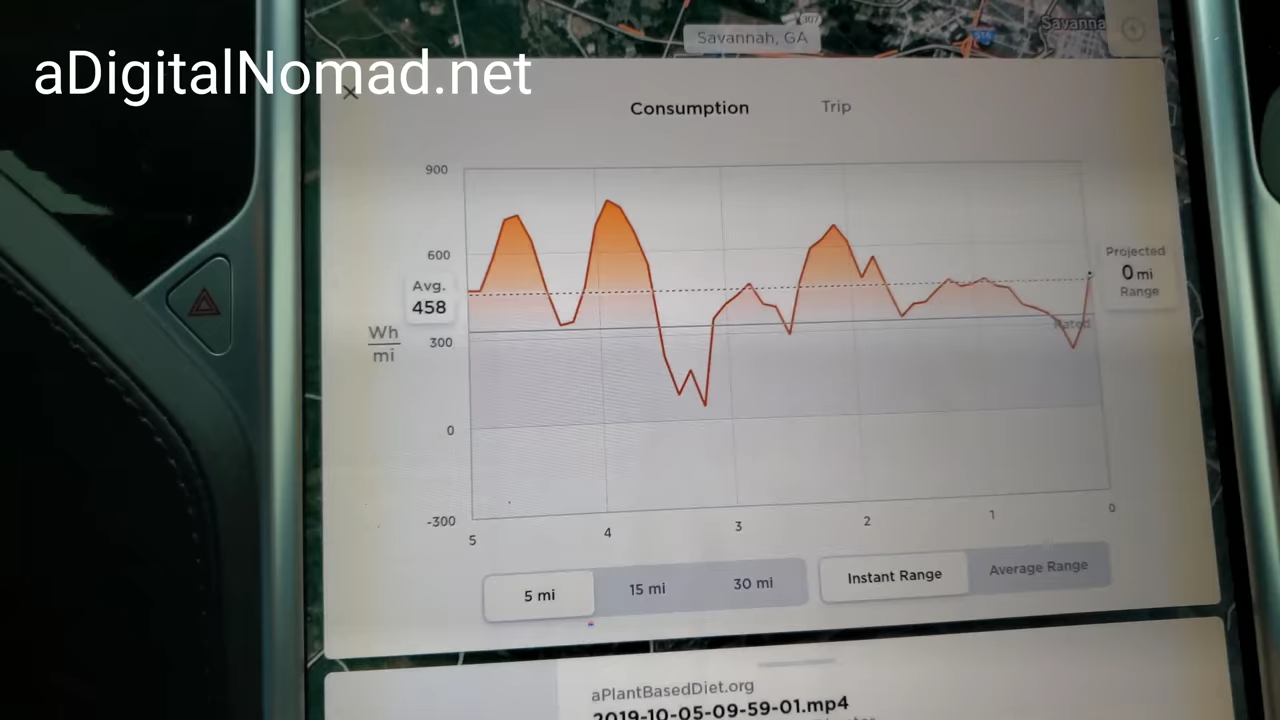 307
Savannah, GA
Savanna
aDigitalNomad.net
Consumption
Trip
900
600
Avg.
458
Wh
mi
300
0
-300
Projected
0 mi
Range
Rated
5
4
3
2
1
0
5 mi
15 mi
30 mi
Instant Range
Average Range
aPlantBasedDiet.org
2019-10-05-09-59-01.mp4